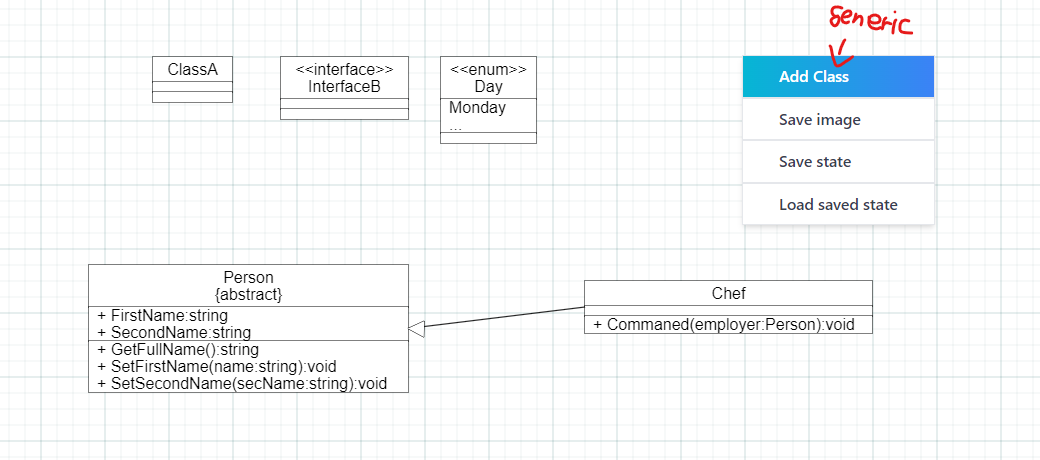 Generic
ClassA
<<interface>>
InterfaceB
<<enum>>
Day
Monday
...
Add Class
Save image
Save state
Load saved state
Person
{abstract}
+ FirstName:string
+ SecondName:string
+ GetFullName():string
+ SetFirstName(name:string):void
+ SetSecondName(secName:string):void
Chef
+ Commaned(employer:Person):void